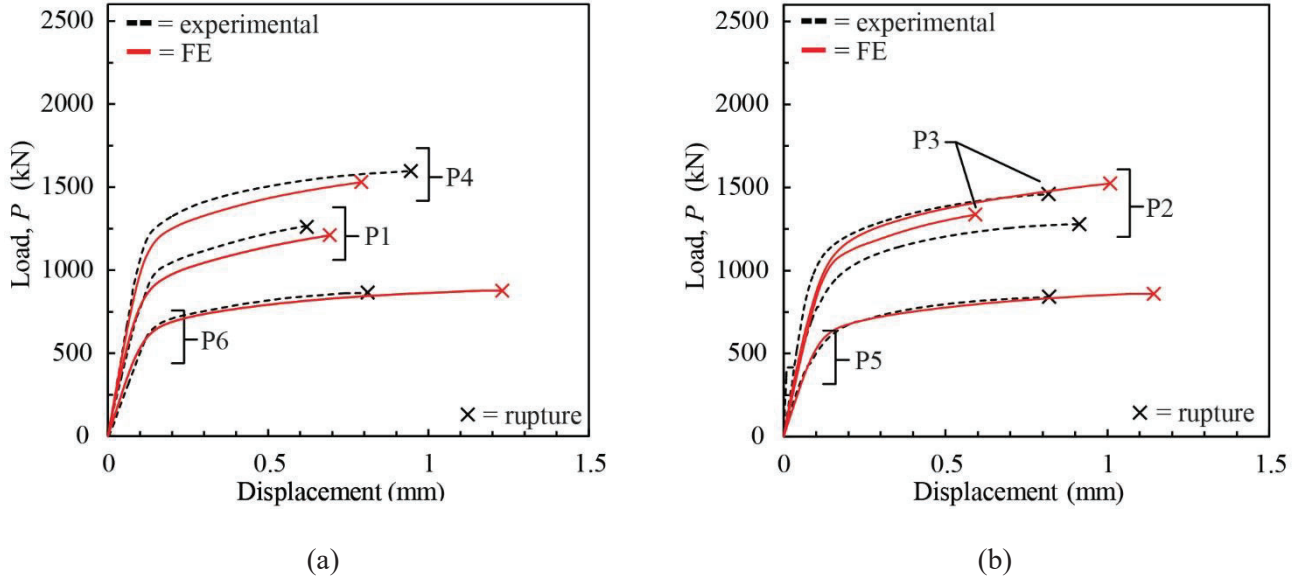 2500
2000
1500
1000
500
0
Load, P (kN)
= experimental
= FE
P4
P1
P6
× = rupture
0
0.5
1
1.5
Displacement (mm)
(a)
2500
2000
1500
1000
500
0
Load, P (kN)
= experimental
= FE
P3
P2
P5
× = rupture
0
0.5
1
1.5
Displacement (mm)
(b)